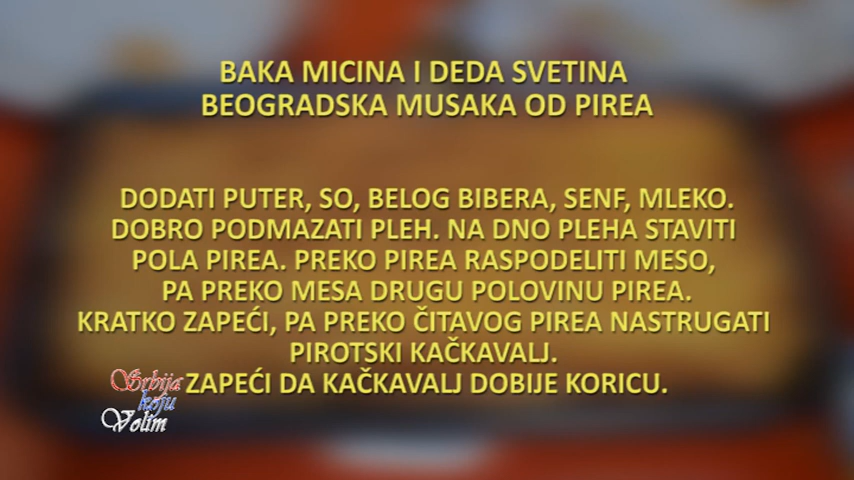 BAKA MICINA I DEDA SVETINA
BEOGRADSKA MUSAKA OD PIREA
DODATI PUTER, SO, BELOG BIBERA, SENF, MLEKO.
DOBRO PODMAZATI PLEH. NA DNO PLEHA STAVITI
POLA PIREA. PREKO PIREA RASPODELITI MESO,
PA PREKO MESA DRUGU POLOVINU PIREA.
KRATKO ZAPEĆI, PA PREKO ČITAVOG PIREA NASTRUGATI
PIROTSKI KAČKAVALJ.
ZAPEĆI DA KAČKAVALJ DOBIJE KORICU.
Srbija
koju
Volim